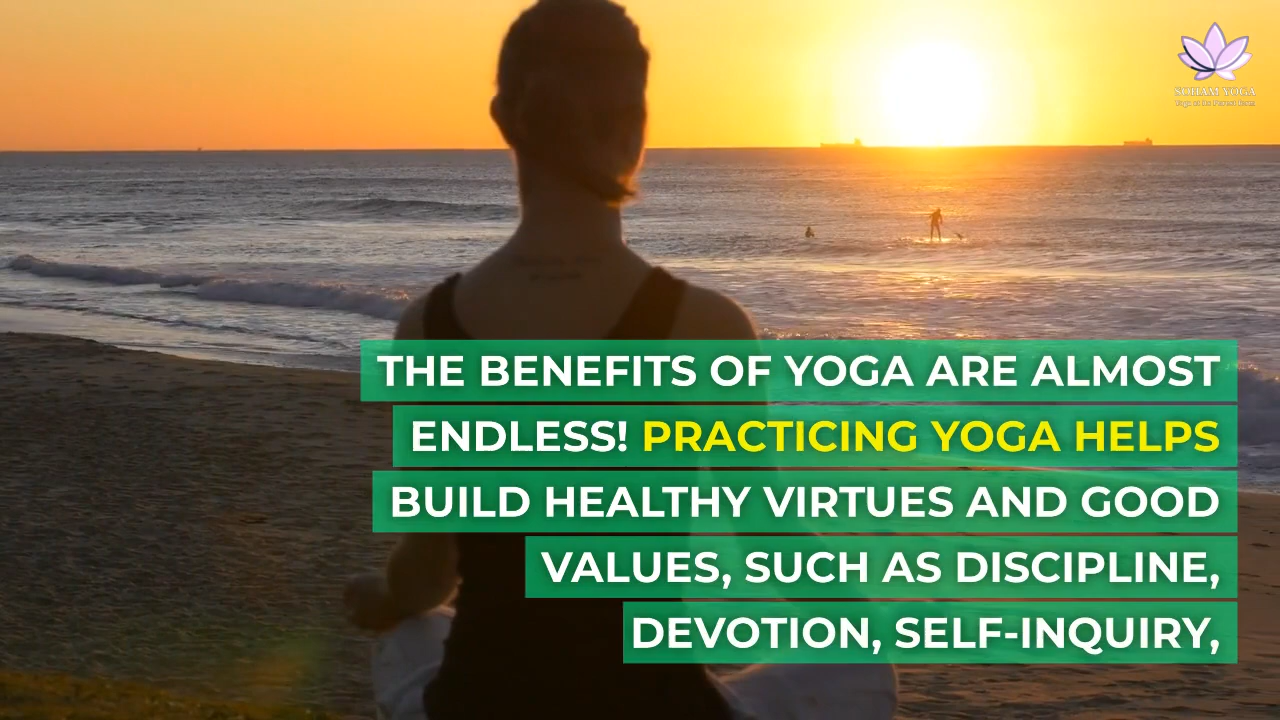 SOHAM YOGA
THE BENEFITS OF YOGA ARE ALMOST
ENDLESS! PRACTICING YOGA HELPS
BUILD HEALTHY VIRTUES AND GOOD
VALUES, SUCH AS DISCIPLINE,
DEVOTION, SELF-INQUIRY,